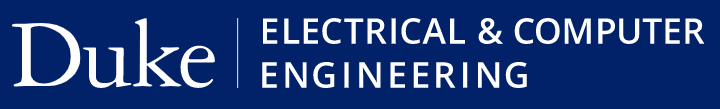 Duke
ELECTRICAL & COMPUTER
ENGINEERING